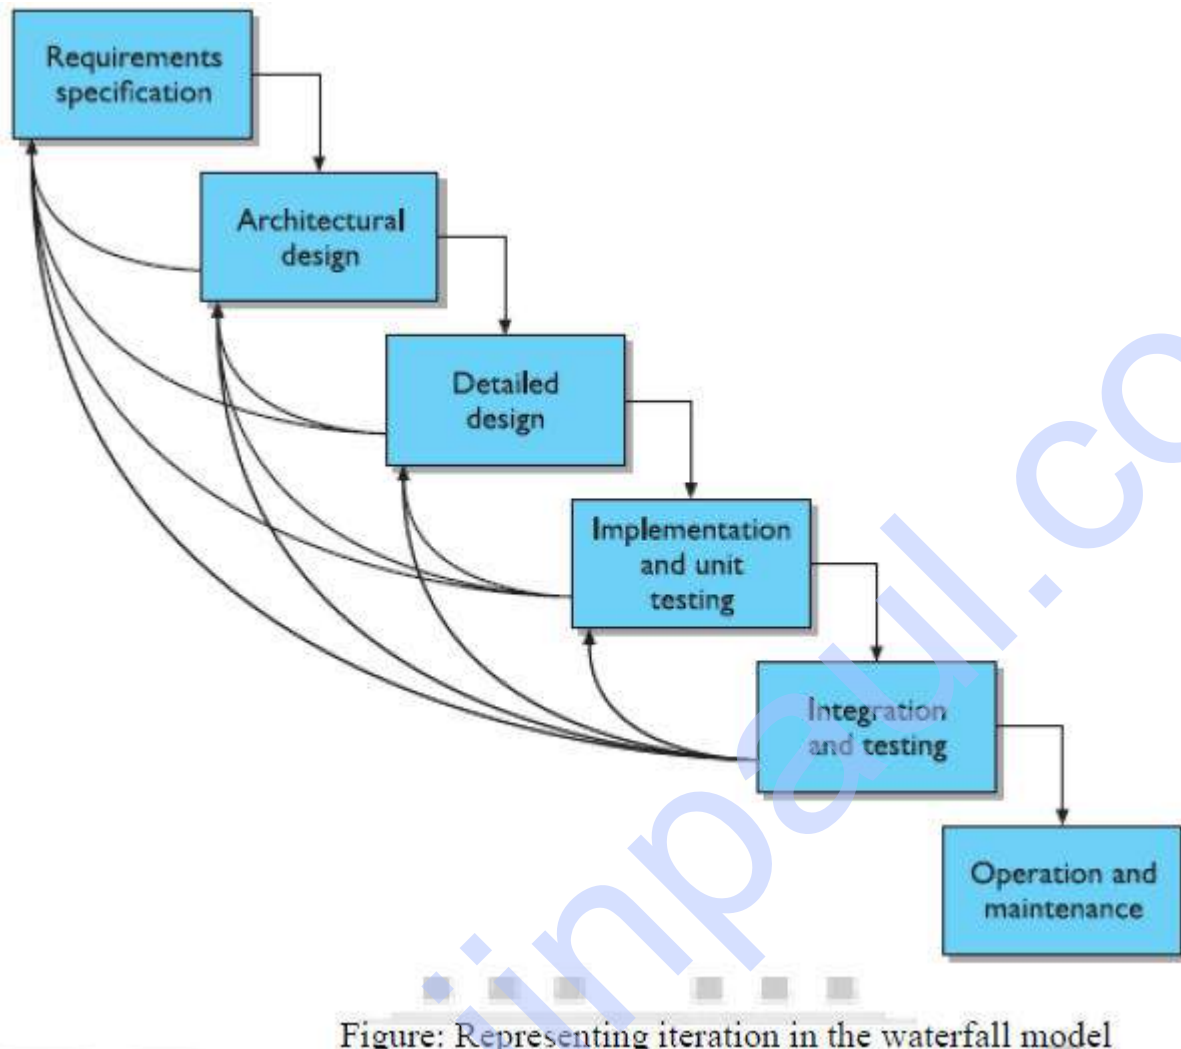 Requirements
specification
Architectural
design
Detailed
design
Implementation
and unit
testing
Integration
and testing
Operation and
maintenance
Figure: Representing iteration in the waterfall model